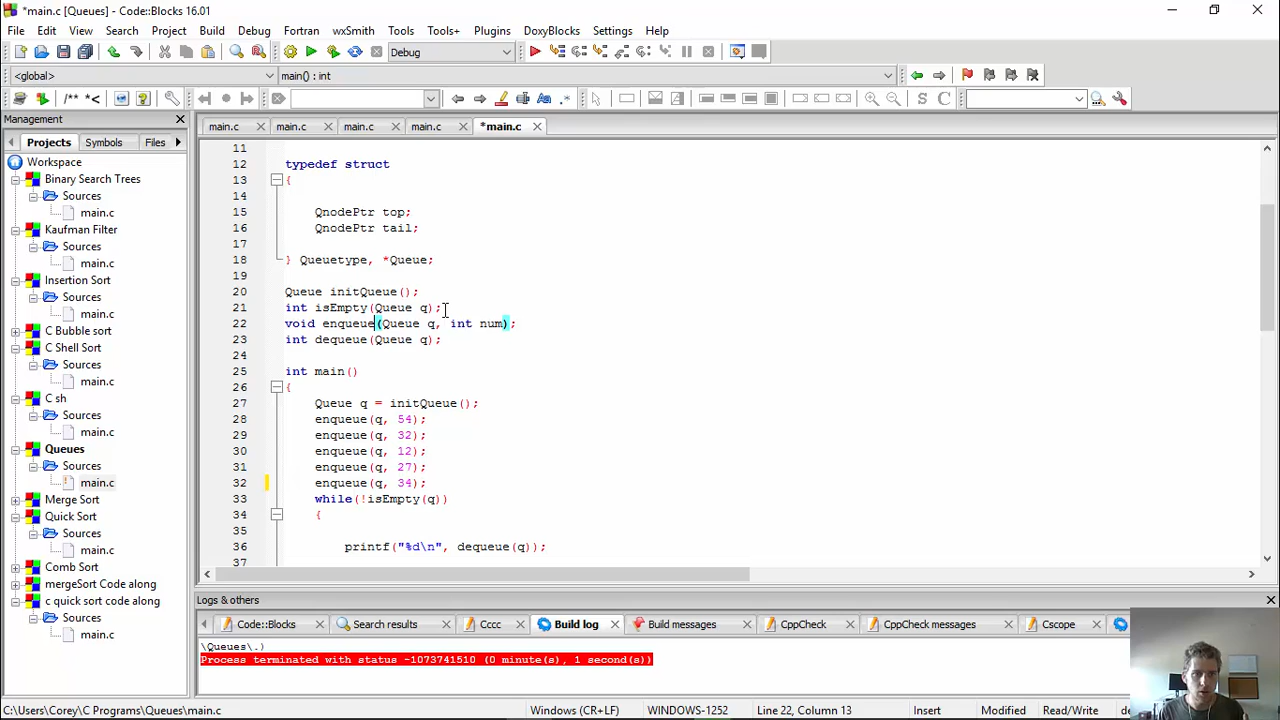 *main.c [Queues] - Code::Blocks 16.01
File Edit View Search Project Build Debug Fortran wxSmith Tools Tools+ Plugins DoxyBlocks Settings Help
Debug
<global> main() : int
/** *< S C
Management
Projects Symbols Files
main.c main.c main.c main.c *main.c
Workspace
Binary Search Trees
Sources
main.c
Kaufman Filter
Sources
main.c
Insertion Sort
Sources
main.c
C Bubble sort
C Shell Sort
Sources
main.c
C sh
Sources
main.c
Queues
Sources
main.c
Merge Sort
Quick Sort
Sources
main.c
Comb Sort
mergeSort Code along
c quick sort code along
Sources
main.c
11
12 typedef struct
13 {
14
15 QnodePtr top;
16 QnodePtr tail;
17
18 } Queuetype, *Queue;
19
20 Queue initQueue();
21 int isEmpty(Queue q);
22 void enqueue(Queue q, int num);
23 int dequeue(Queue q);
24
25 int main()
26 {
27 Queue q = initQueue();
28 enqueue(q, 54);
29 enqueue(q, 32);
30 enqueue(q, 12);
31 enqueue(q, 27);
32 enqueue(q, 34);
33 while(!isEmpty(q))
34 {
35
36 printf("%d\n", dequeue(q));
37
Logs & others
Code::Blocks Search results Cccc Build log Build messages CppCheck CppCheck messages Cscope
\Queues\.)
Process terminated with status -1073741510 (0 minute(s), 1 second(s))
C:\Users\Corey\C Programs\Queues\main.c Windows (CR+LF) WINDOWS-1252 Line 22, Column 13 Insert Modified Read/Write